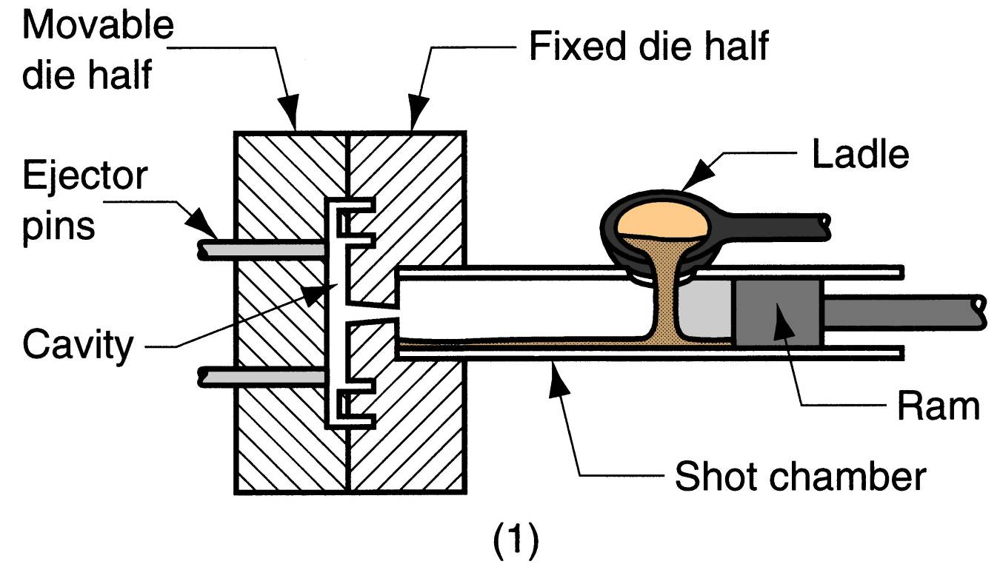 Movable
die half
Fixed die half
Ladle
Ejector
pins
Cavity
Ram
Shot chamber
(1)